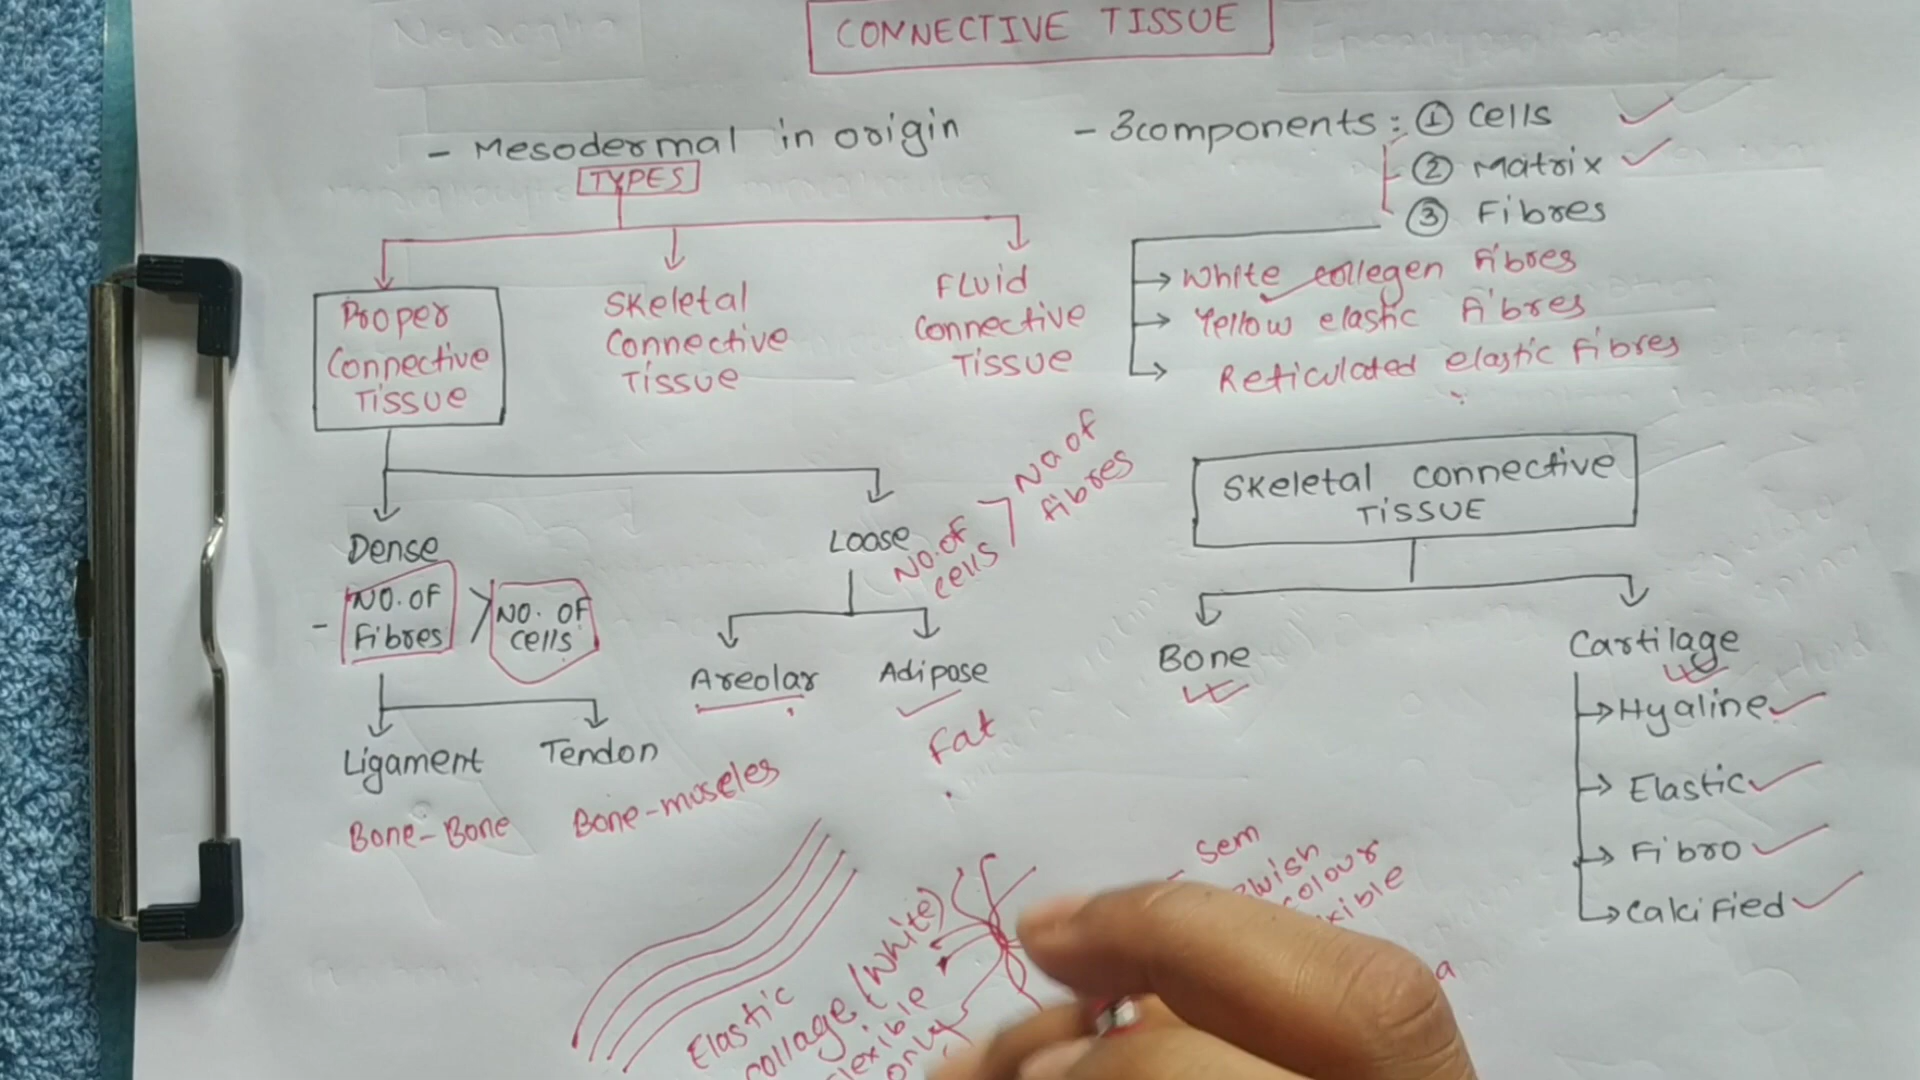 CONNECTIVE TISSUE
- Mesodermal in origin
- 3components : ① Cells
② Matrix
③ Fibres
TYPES
Proper
Connective
Tissue
Skeletal
Connective
Tissue
Fluid
Connective
Tissue
White collegen Fibres
Yellow elastic Fibres
Reticulated elastic Fibres
Dense
- NO. OF
Fibres
> NO. OF
cells
Ligament
Bone-Bone
Tendon
Bone-muscles
Loose
No. of
cells
> No. of
fibres
Areolar
Adipose
Fat
Skeletal connective
Tissue
Bone
Cartilage
Hyaline
Elastic
Fibro
Calcified
Elastic
(White)
only
- Sem
colour
a